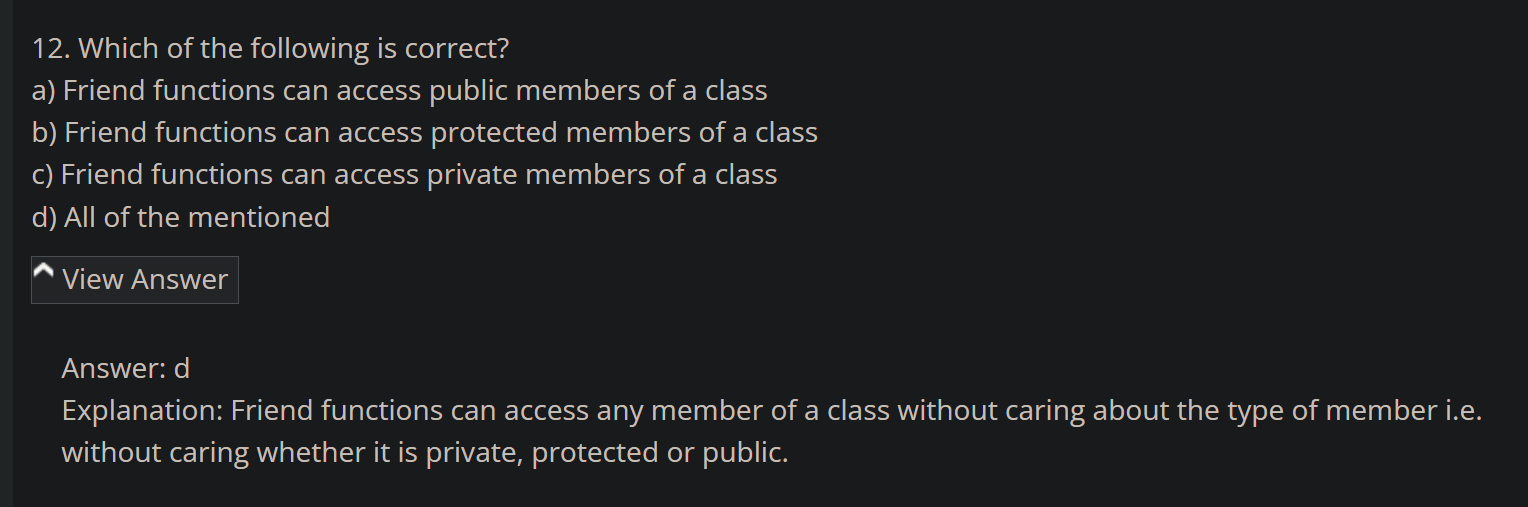 12. Which of the following is correct?
a) Friend functions can access public members of a class
b) Friend functions can access protected members of a class
c) Friend functions can access private members of a class
d) All of the mentioned
View Answer
Answer: d
Explanation: Friend functions can access any member of a class without caring about the type of member i.e.
without caring whether it is private, protected or public.